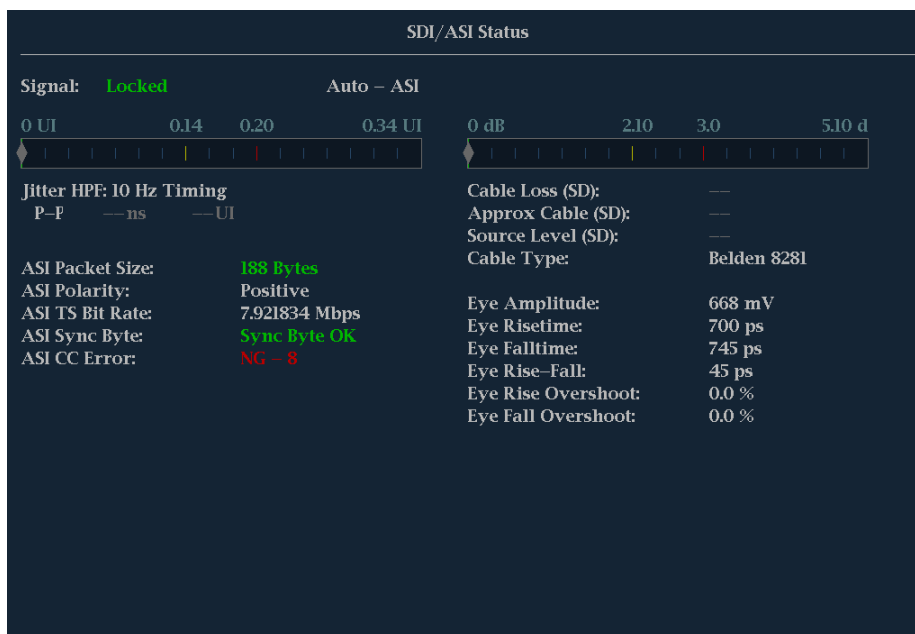 SDI/ASI Status
Signal: Locked Auto – ASI
0 UI 0.14 0.20 0.34 UI
0 dB 2.10 3.0 5.10 d
Jitter HPF: 10 Hz Timing
P–P ––ns ––UI
ASI Packet Size: 188 Bytes
ASI Polarity: Positive
ASI TS Bit Rate: 7.921834 Mbps
ASI Sync Byte: Sync Byte OK
ASI CC Error: NG – 8
Cable Loss (SD): ––
Approx Cable (SD): ––
Source Level (SD): ––
Cable Type: Belden 8281
Eye Amplitude: 668 mV
Eye Risetime: 700 ps
Eye Falltime: 745 ps
Eye Rise–Fall: 45 ps
Eye Rise Overshoot: 0.0 %
Eye Fall Overshoot: 0.0 %